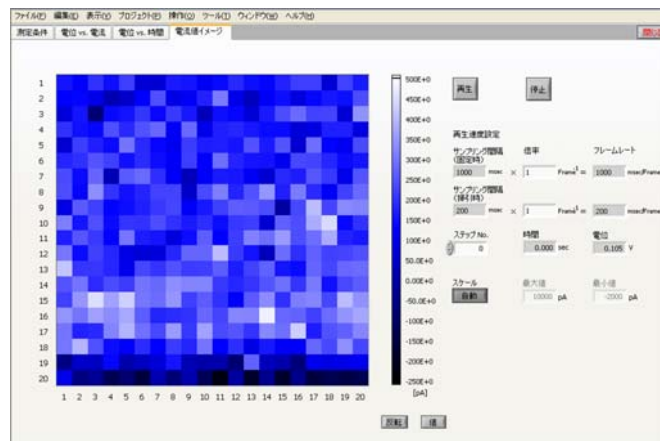 ファイル(F) 編集(E) 表示(Y) プロジェクト(P) 操作(O) ツール(T) ウィンドウ(W) ヘルプ(H)
測定条件 電位 vs. 電流 電位 vs. 時間 電流値イメージ 閉じる
1
2
3
4
5
6
7
8
9
10
11
12
13
14
15
16
17
18
19
20
1 2 3 4 5 6 7 8 9 10 11 12 13 14 15 16 17 18 19 20
500E+0
450E+0
400E+0
350E+0
300E+0
250E+0
200E+0
150E+0
100E+0
50.0E+0
0.00E+0
-50.0E+0
-100E+0
-150E+0
-200E+0
-250E+0
[pA]
再生 停止
再生速度設定
サンプリング間隔 倍率 フレームレート
(固定時)
1000 msec × 1 Frame¹ = 1000 msec/Frame
サンプリング間隔
(掃引時)
200 msec × 1 Frame¹ = 200 msec/Frame
ステップ No. 時間 電位
0 0.000 sec 0.105 V
スケール 最大値 最小値
自動 10000 pA -2000 pA
反転 値